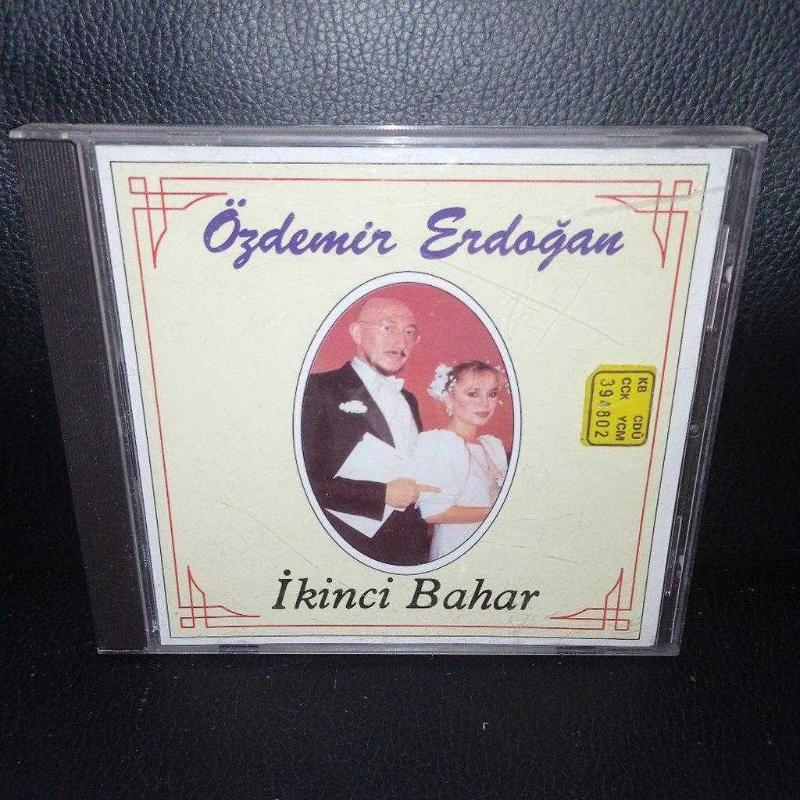 Özdemir Erdoğan
KB CDÜ
CCK YCM
394802
İkinci Bahar